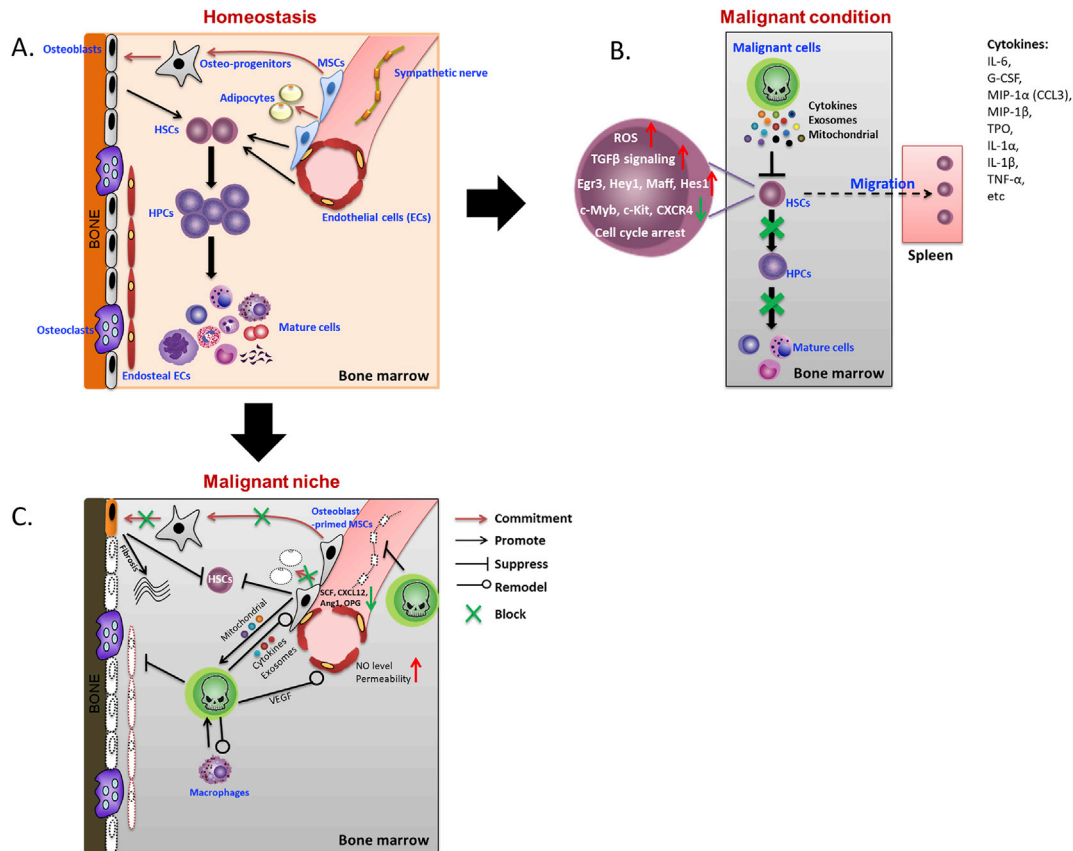 Homeostasis
A.
Osteoblasts
Osteo-progenitors
MSCs
Sympathetic nerve
Adipocytes
HSCs
Endothelial cells (ECs)
HPCs
BONE
Mature cells
Osteoclasts
Endosteal ECs
Bone marrow
Malignant condition
B.
Malignant cells
Cytokines
Exosomes
Mitochondrial
ROS
TGFβ signaling
Egr3, Hey1, Maff, Hes1
c-Myb, c-Kit, CXCR4
Cell cycle arrest
HSCs
Migration
Spleen
HPCs
Mature cells
Bone marrow
Cytokines:
IL-6,
G-CSF,
MIP-1α (CCL3),
MIP-1β,
TPO,
IL-1α,
IL-1β,
TNF-α,
etc
Malignant niche
C.
Osteoblast
-primed MSCs
Fibrosis
HSCs
SCF, CXCL12,
Ang1, OPG
Mitochondrial
Cytokines
Exosomes
NO level
Permeability
VEGF
BONE
Macrophages
Bone marrow
Commitment
Promote
Suppress
Remodel
Block